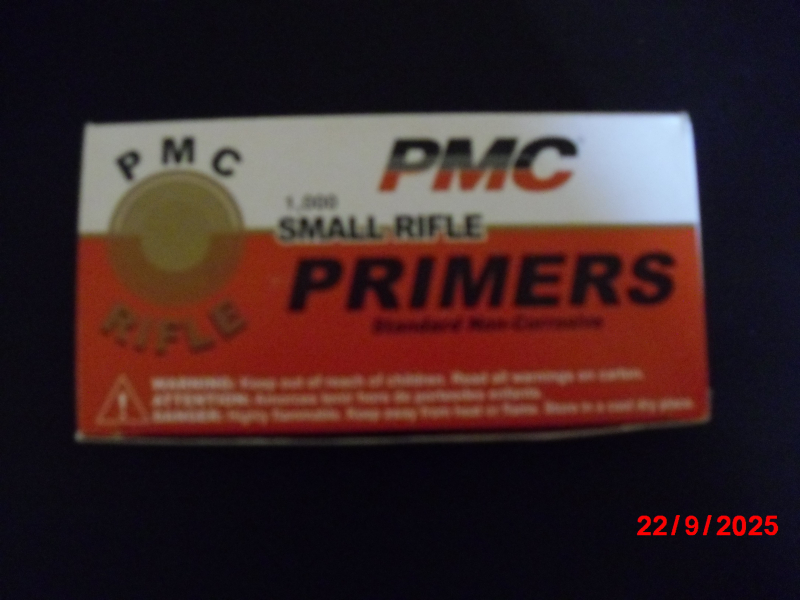 PMC
RIFLE
PMC
1,000
SMALL RIFLE
PRIMERS
Standard Non-Corrosive
WARNING: Keep out of reach of children. Read all warnings on carton.
ATTENTION:
DANGER: Highly flammable. Keep away from heat or flame. Store in a cool dry place.
22/9/2025